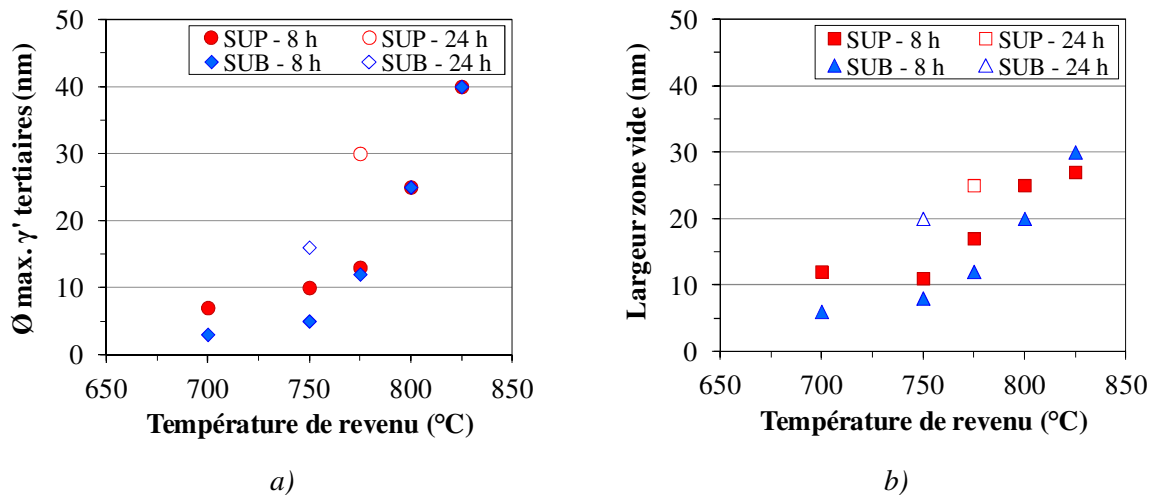 50
40
30
20
10
0
Ø max. γ' tertiaires (nm)
SUP - 8 h SUP - 24 h
SUB - 8 h SUB - 24 h
650 700 750 800 850
Température de revenu (°C)
a)
50
40
30
20
10
0
Largeur zone vide (nm)
SUP - 8 h SUP - 24 h
SUB - 8 h SUB - 24 h
650 700 750 800 850
Température de revenu (°C)
b)